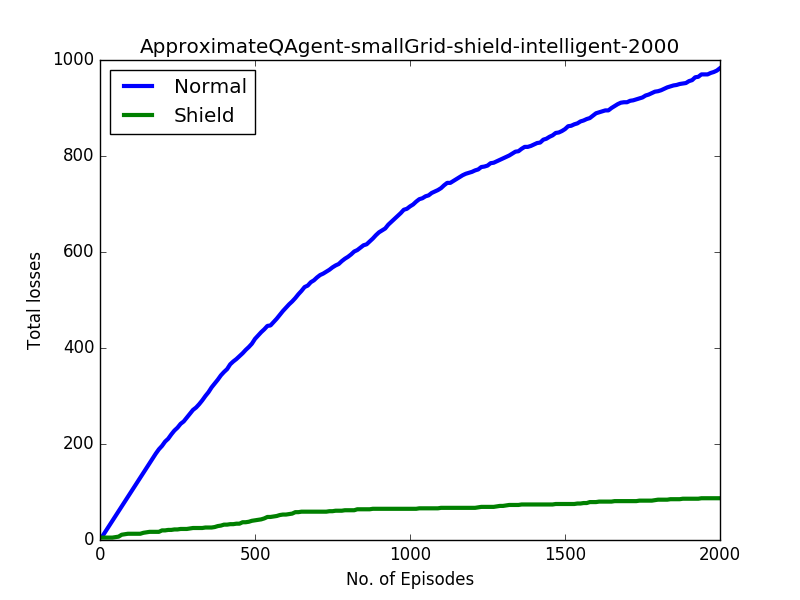 ApproximateQAgent-smallGrid-shield-intelligent-2000
1000
Normal
Shield
800
600
Total losses
400
200
0
0 500 1000 1500 2000
No. of Episodes